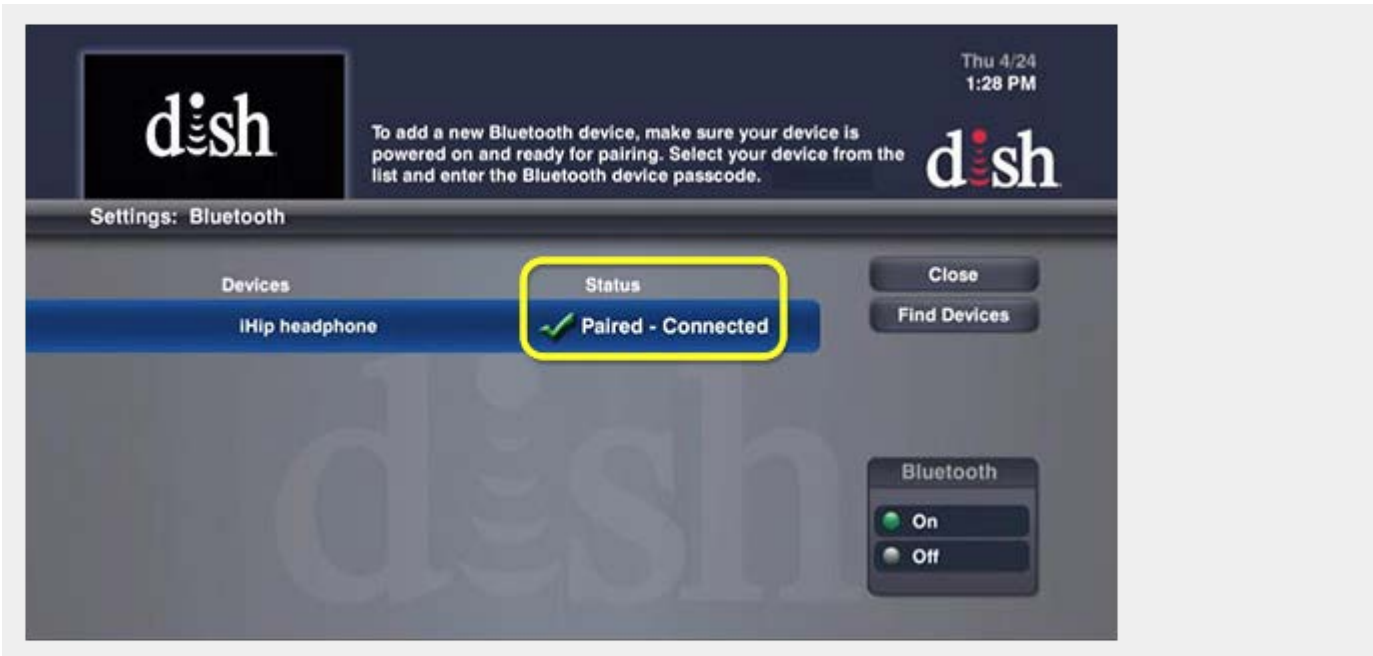 dish
Thu 4/24
1:28 PM
To add a new Bluetooth device, make sure your device is
powered on and ready for pairing. Select your device from the
list and enter the Bluetooth device passcode.
dish
Settings: Bluetooth
Devices
Status
Close
iHip headphone
Paired - Connected
Find Devices
dish
Bluetooth
On
Off